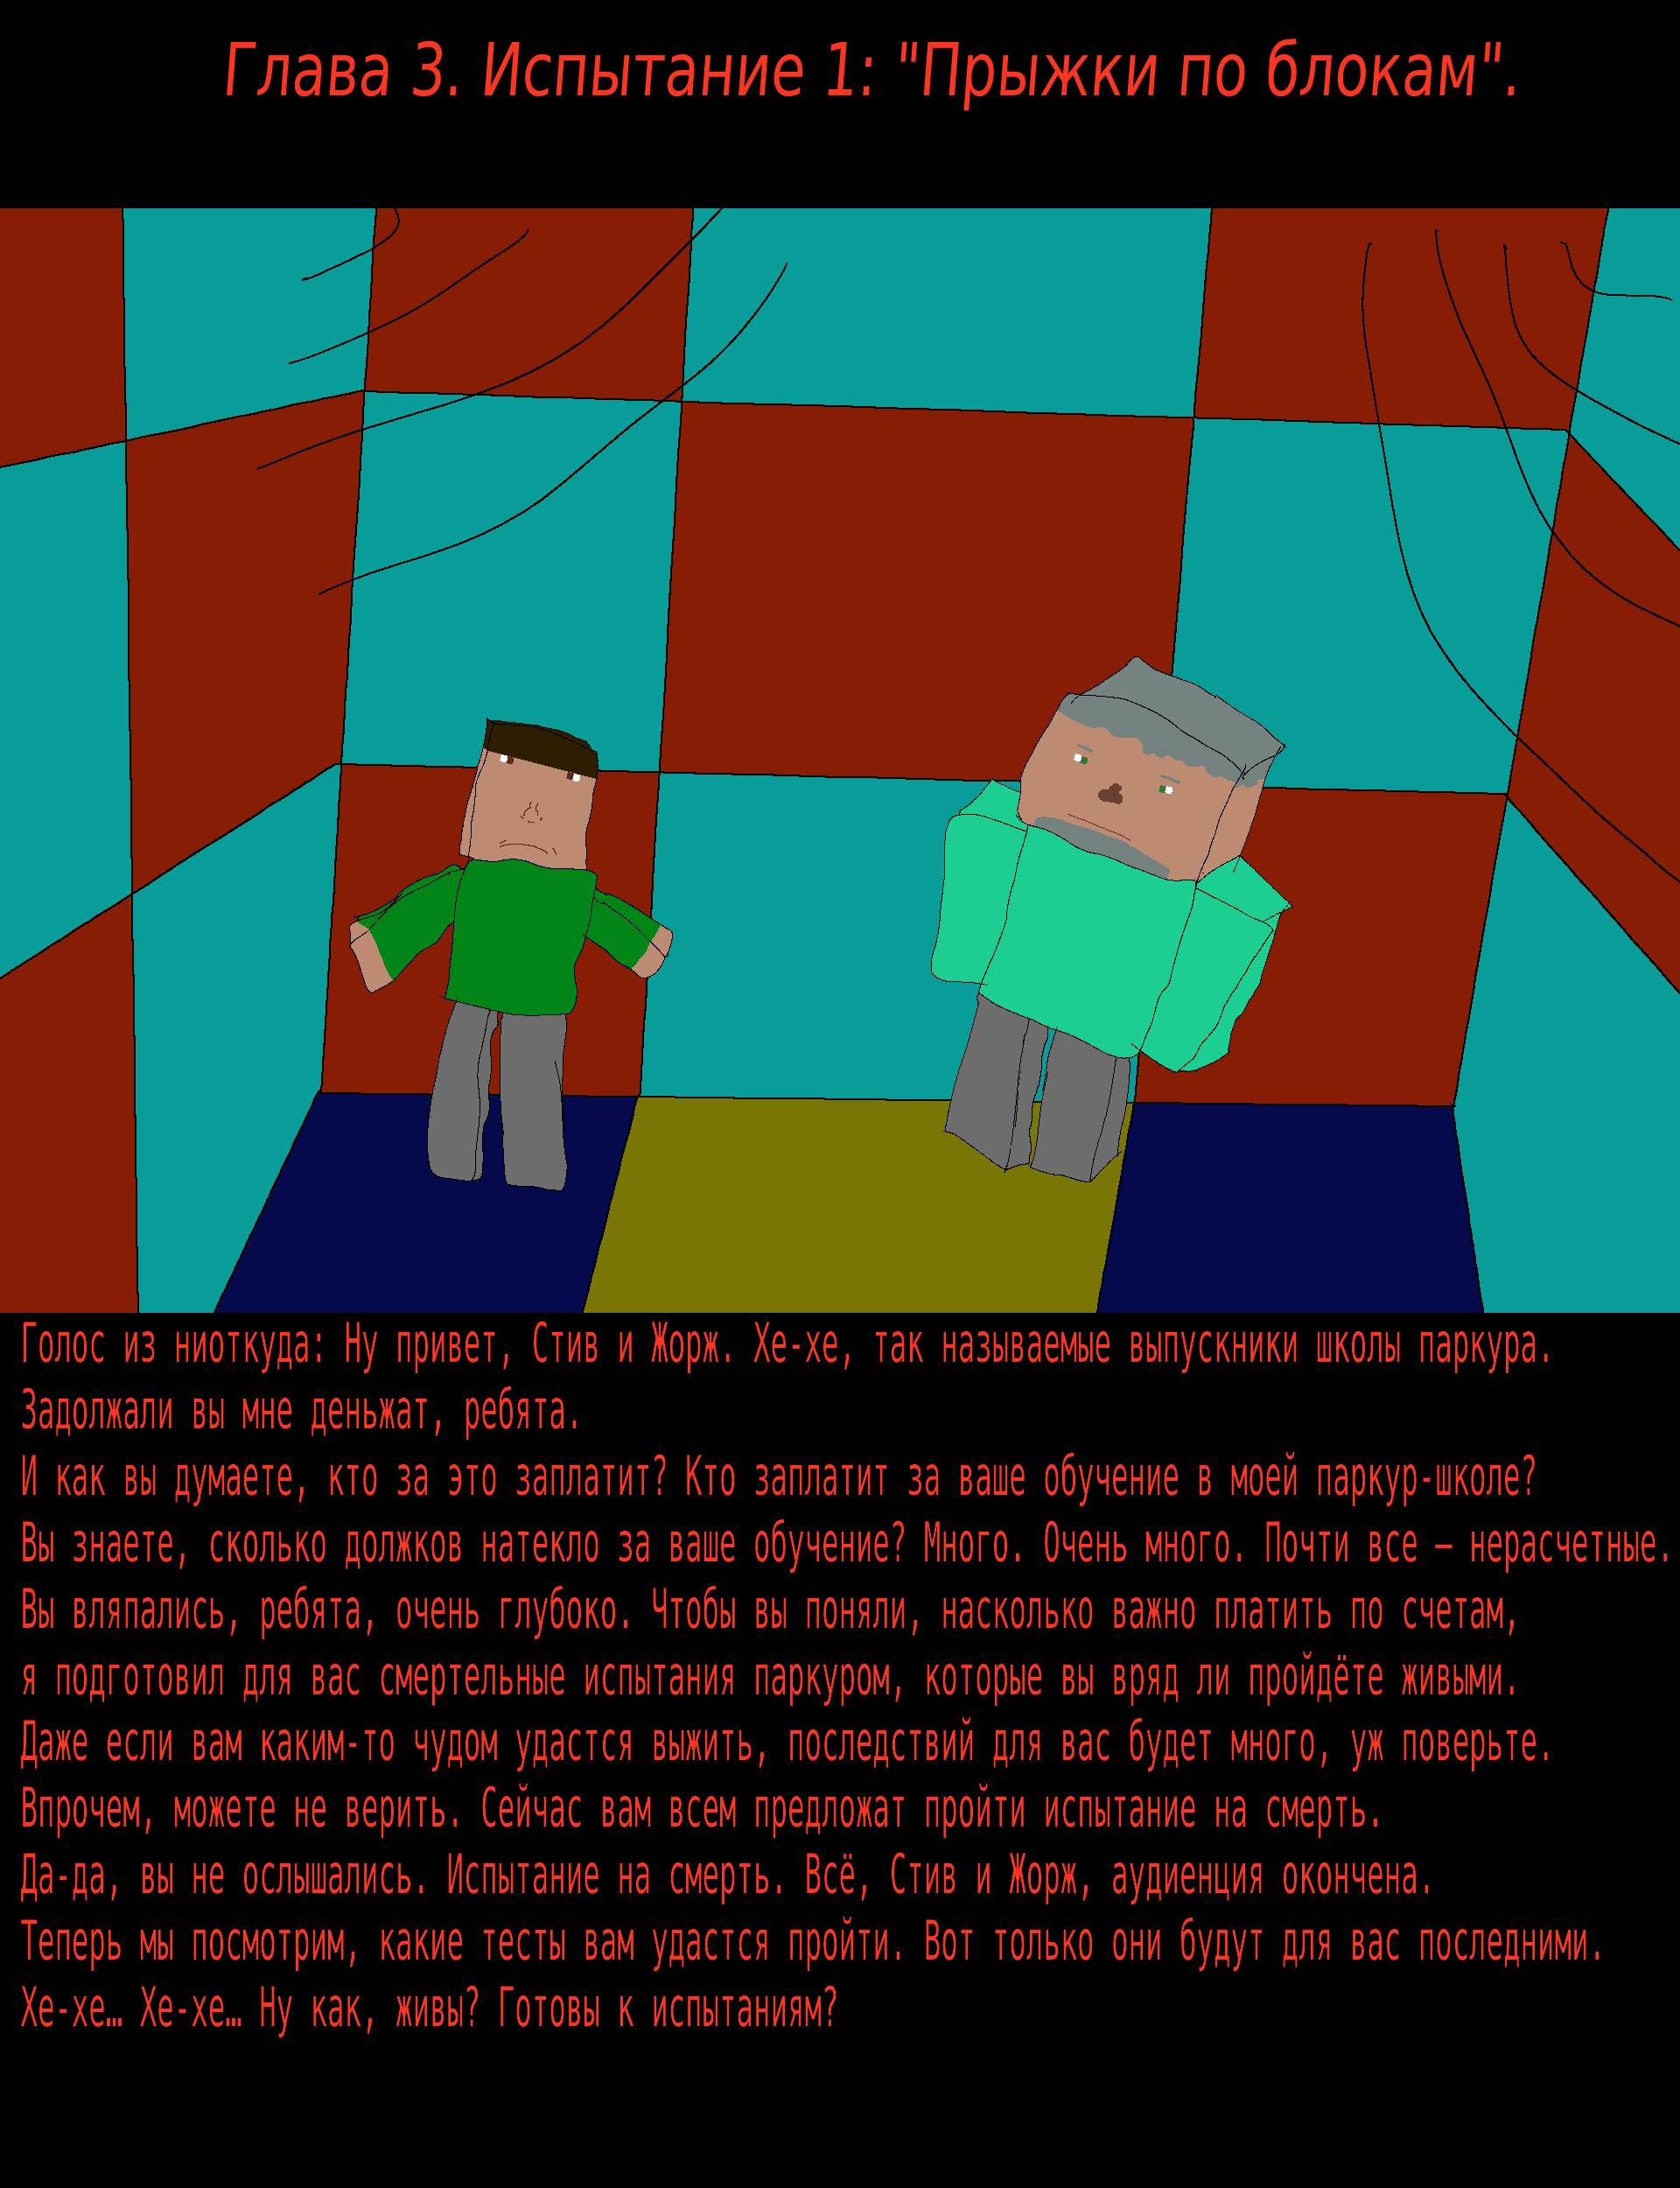 Глава 3. Испытание 1: "Прыжки по блокам".
Голос из ниоткуда: Ну привет, Стив и Жорж. Хе-хе, так называемые выпускники школы паркура.
Задолжали вы мне деньжат, ребята.
И как вы думаете, кто за это заплатит? Кто заплатит за ваше обучение в моей паркур-школе?
Вы знаете, сколько должков натекло за ваше обучение? Много. Очень много. Почти все — нерасчетные.
Вы вляпались, ребята, очень глубоко. Чтобы вы поняли, насколько важно платить по счетам,
я подготовил для вас смертельные испытания паркуром, которые вы вряд ли пройдёте живыми.
Даже если вам каким-то чудом удастся выжить, последствий для вас будет много, уж поверьте.
Впрочем, можете не верить. Сейчас вам всем предложат пройти испытание на смерть.
Да-да, вы не ослышались. Испытание на смерть. Всё, Стив и Жорж, аудиенция окончена.
Теперь мы посмотрим, какие тесты вам удастся пройти. Вот только они будут для вас последними.
Хе-хе… Хе-хе… Ну как, живы? Готовы к испытаниям?